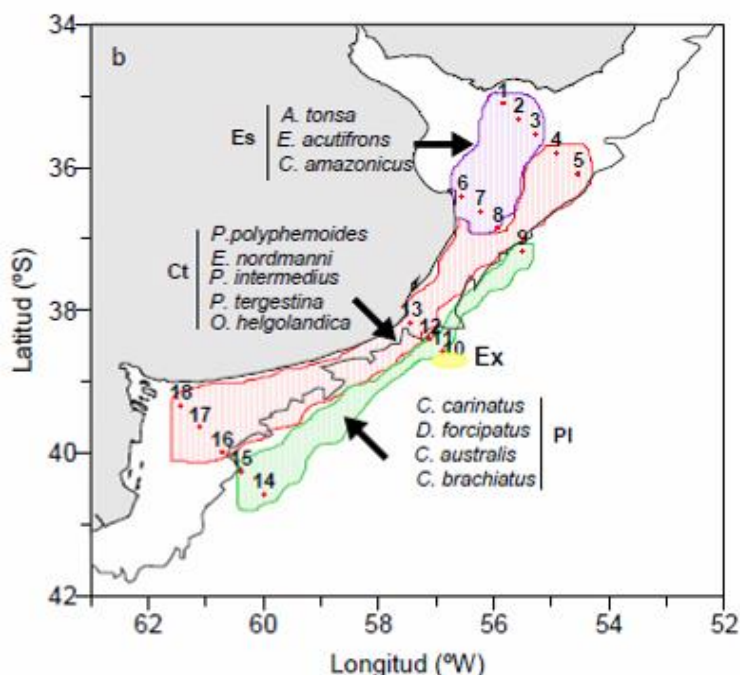 34
b
1
2
3
4
5
A. tonsa
Es
E. acutifrons
C. amazonicus
36
6
7
8
9
P.polyphemoides
E. nordmanni
Ct
P. intermedius
P. tergestina
O. helgolandica
Latitud (ºS)
38
13
12
11
10
Ex
18
17
16
15
14
40
C. carinatus
D. forcipatus
Pl
C. australis
C. brachiatus
42
62
60
58
56
54
52
Longitud (ºW)